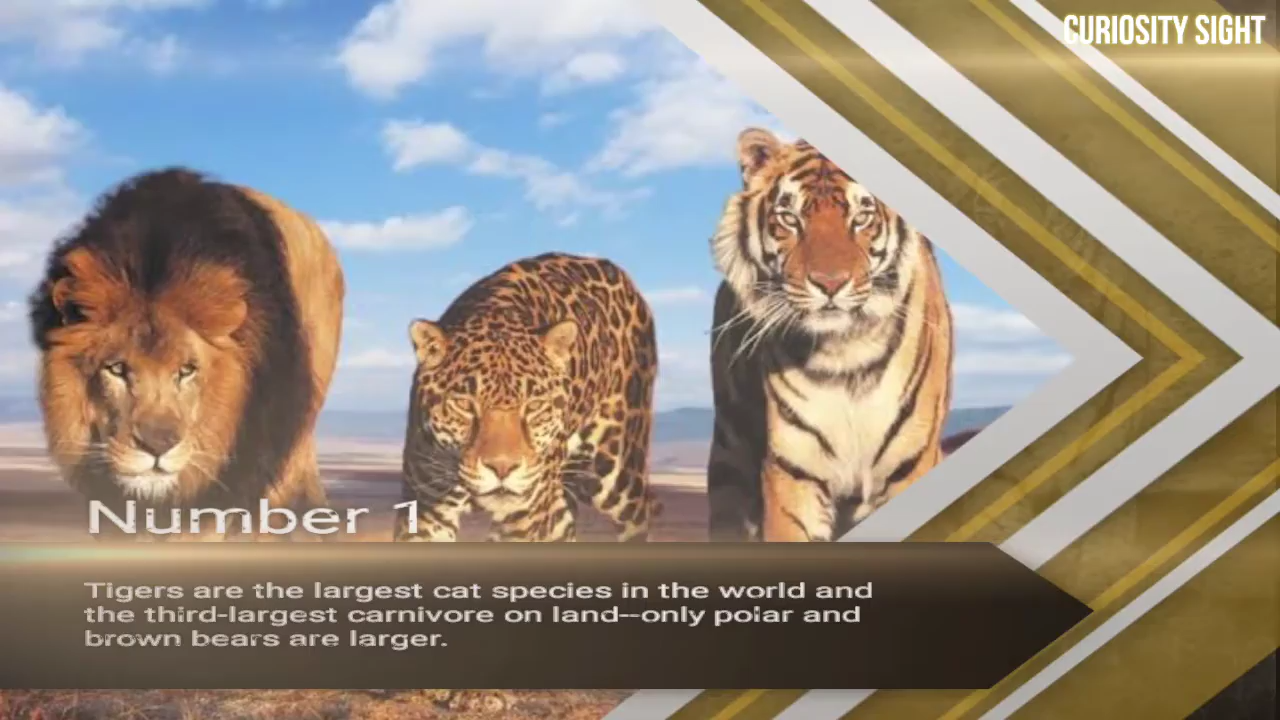 CURIOSITY SIGHT
Number 1
Tigers are the largest cat species in the world and
the third-largest carnivore on land--only polar and
brown bears are larger.